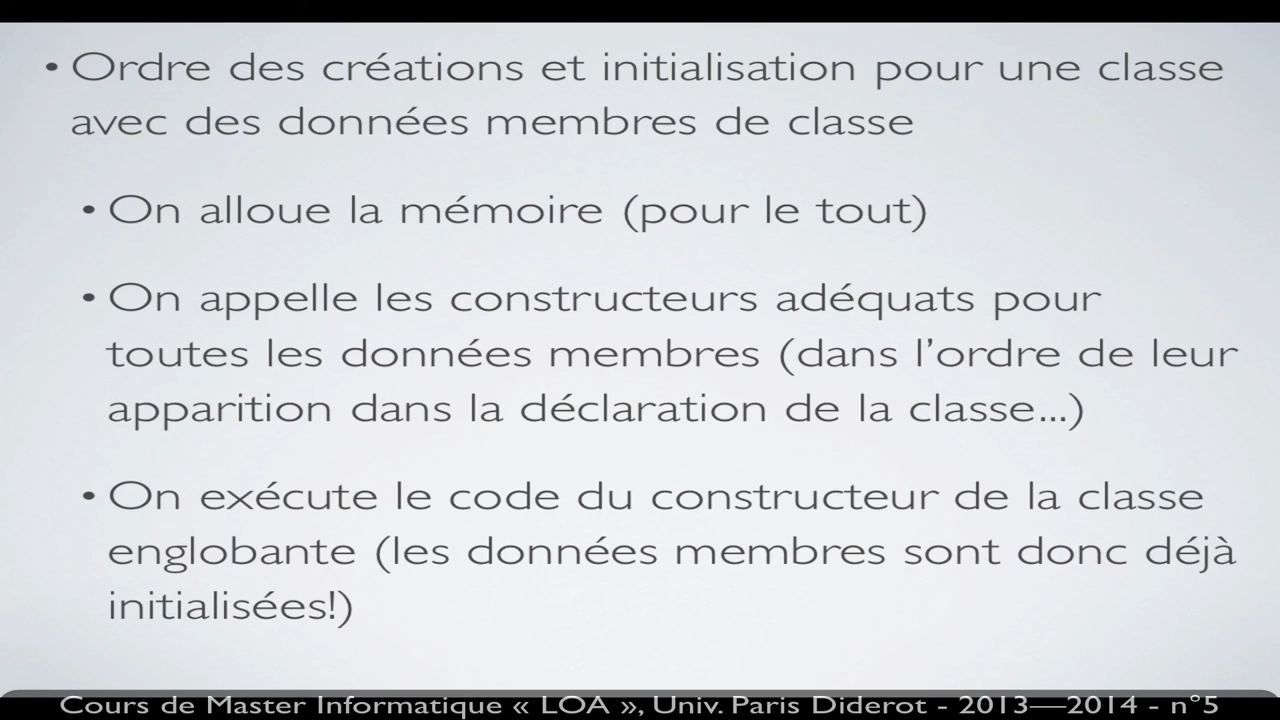 • Ordre des créations et initialisation pour une classe
avec des données membres de classe
• On alloue la mémoire (pour le tout)
• On appelle les constructeurs adéquats pour
toutes les données membres (dans l’ordre de leur
apparition dans la déclaration de la classe...)
• On exécute le code du constructeur de la classe
englobante (les données membres sont donc déjà
initialisées!)
Cours de Master Informatique « LOA », Univ. Paris Diderot - 2013—2014 - n°5